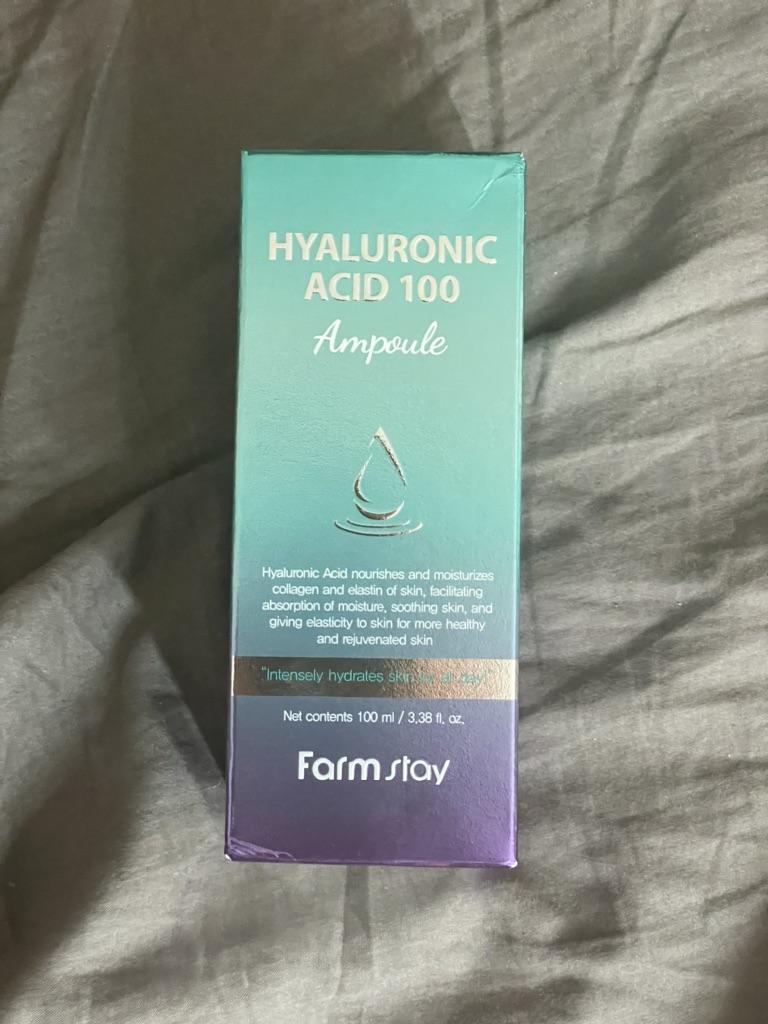 HYALURONIC
ACID 100
Ampoule
Hyaluronic Acid nourishes and moisturizes
collagen and elastin of skin, facilitating
absorption of moisture, soothing skin, and
giving elasticity to skin for more healthy
and rejuvenated skin
"Intensely hydrates skin all day!"
Net contents 100 ml / 3.38 fl. oz.
Farm stay